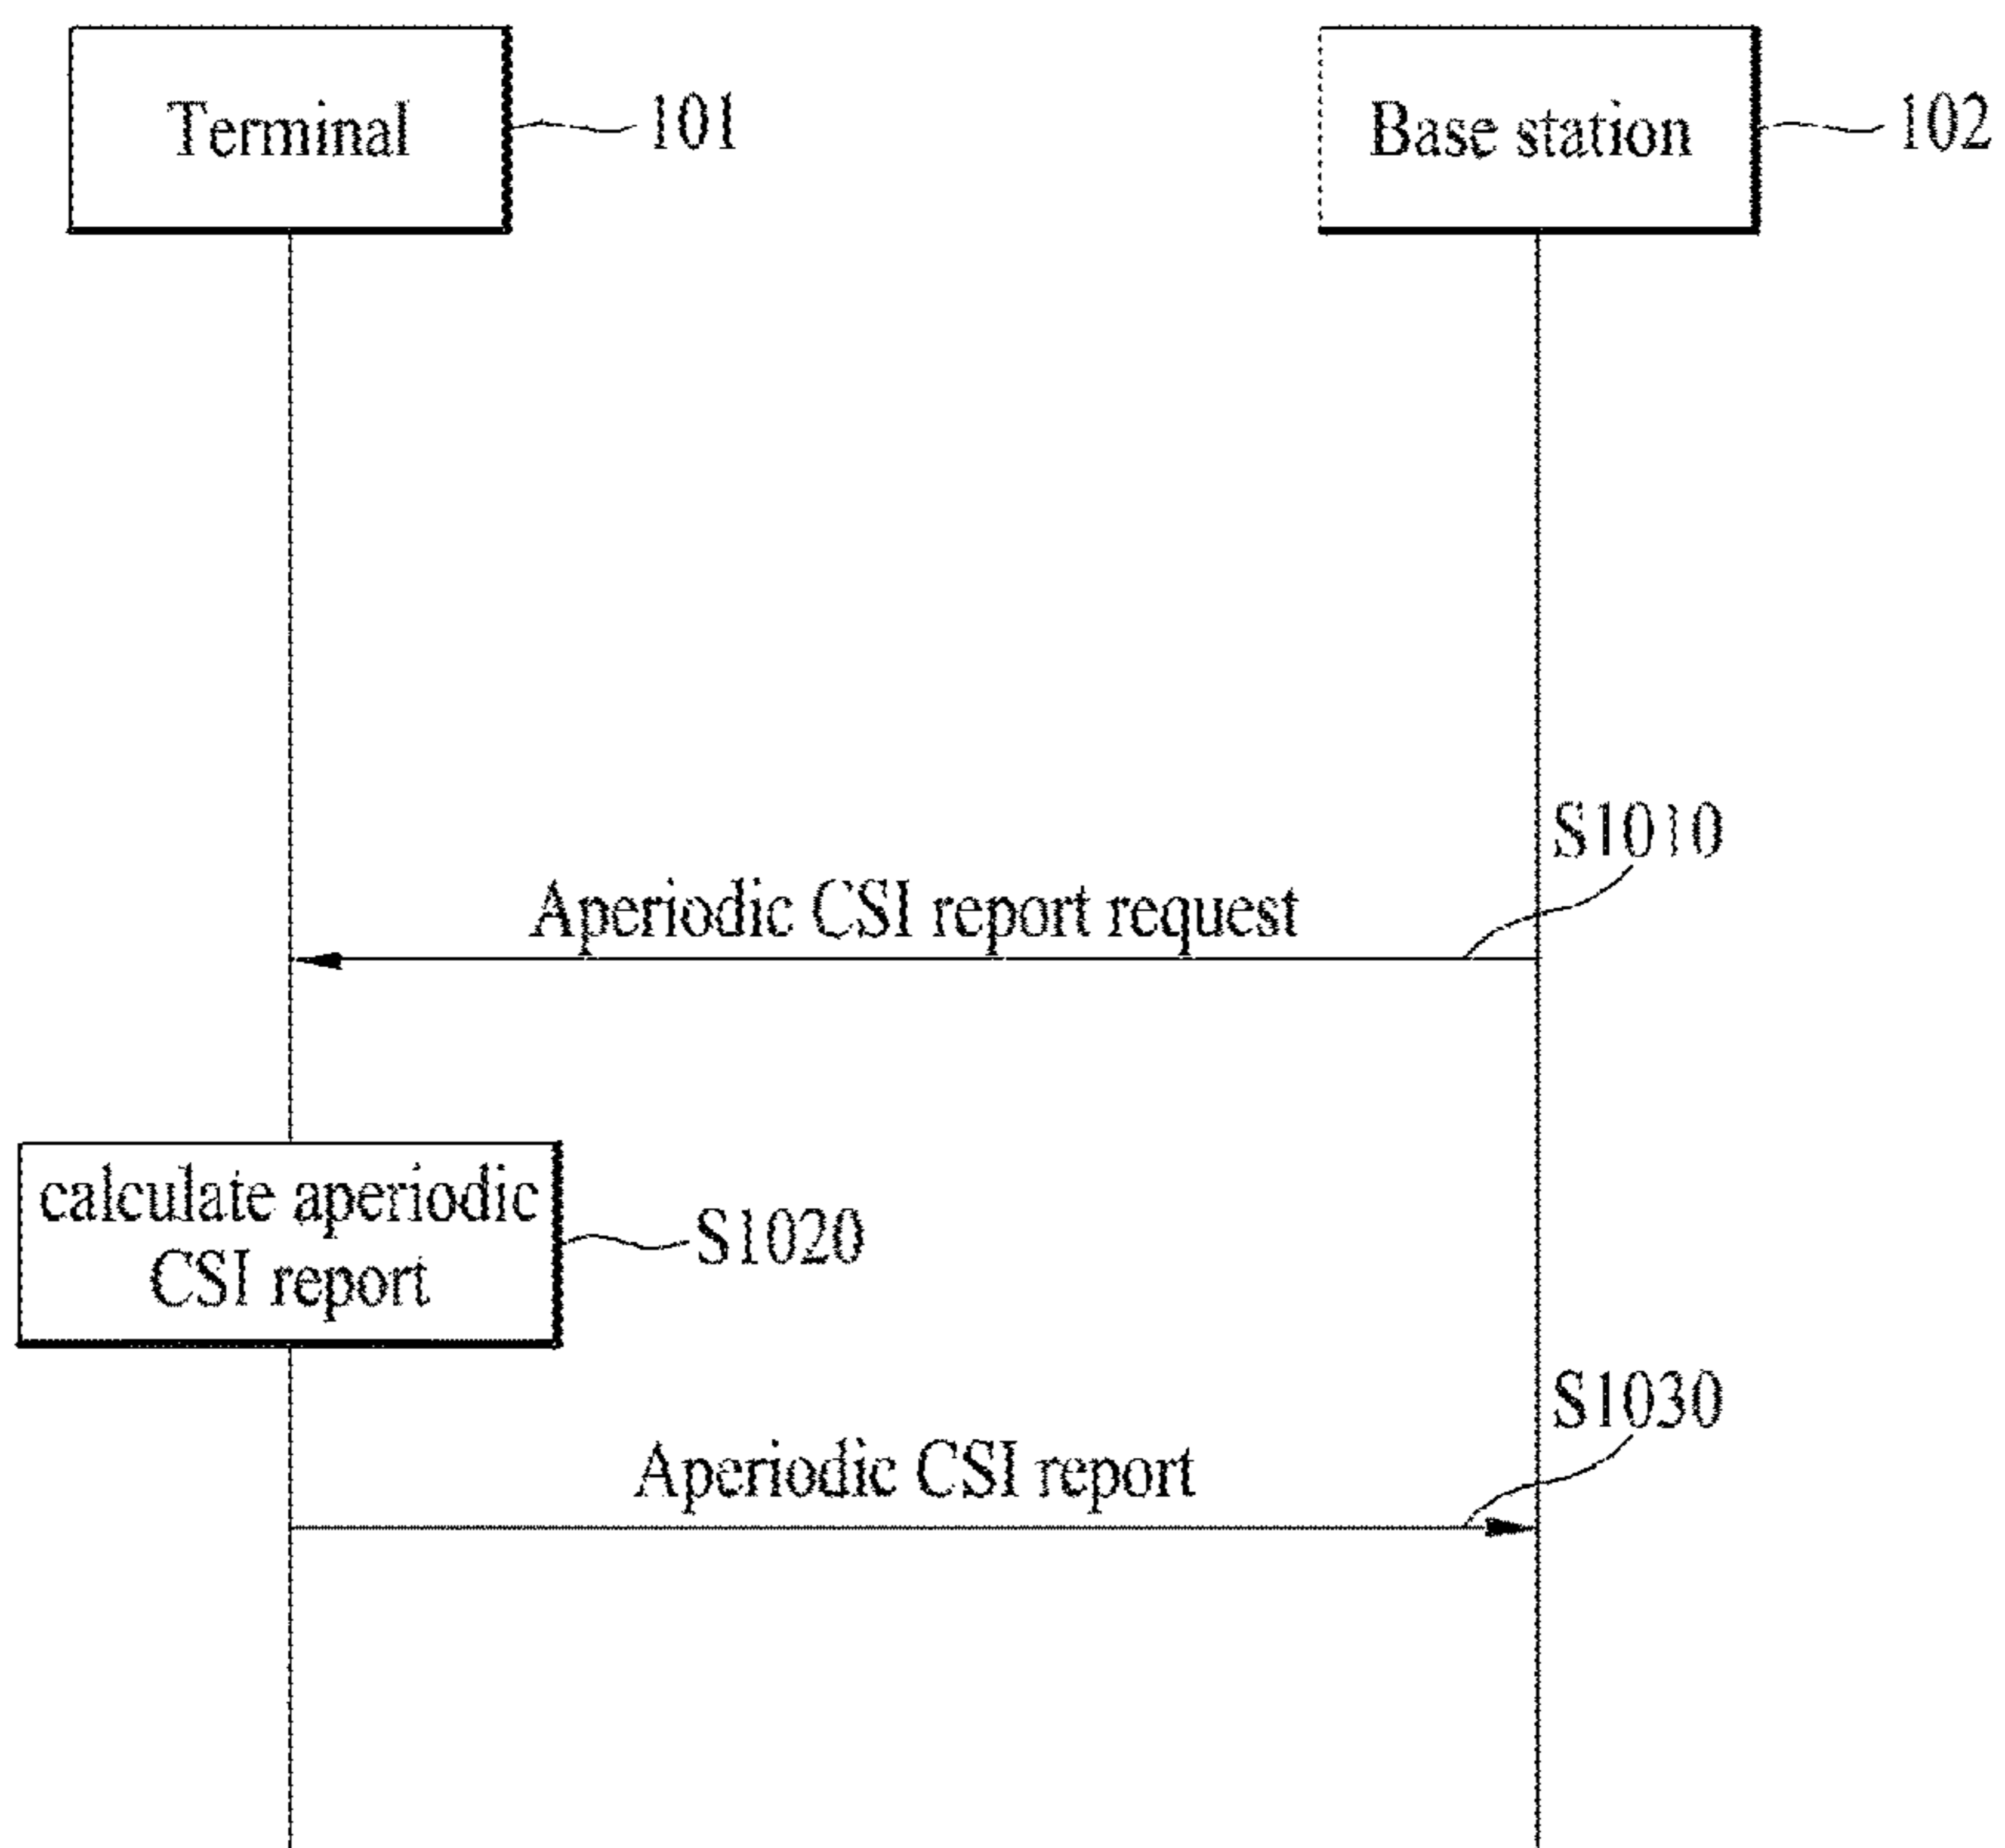 Terminal
101
Base station
102
S1010
Aperiodic CSI report request
calculate aperiodic
CSI report
S1020
S1030
Aperiodic CSI report